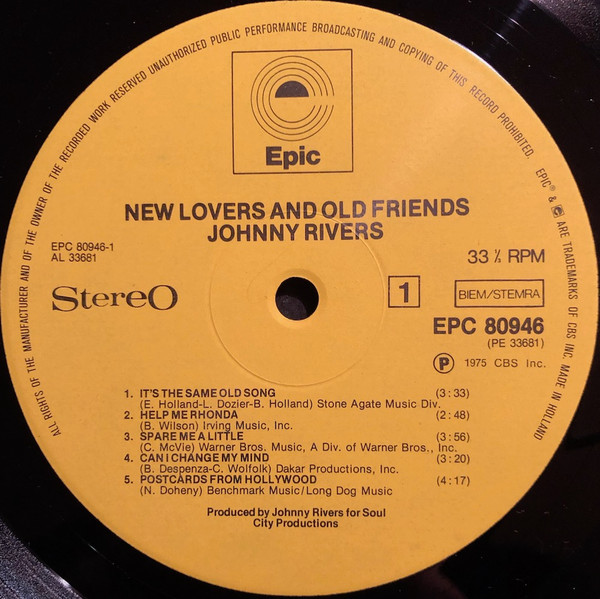 ALL RIGHTS OF THE MANUFACTURER AND OF THE OWNER OF THE RECORDED WORK RESERVED UNAUTHORIZED PUBLIC PERFORMANCE BROADCASTING AND COPYING OF THIS RECORD PROHIBITED. EPIC® & ARE TRADEMARKS OF CBS INC. MADE IN HOLLAND
Epic
NEW LOVERS AND OLD FRIENDS
JOHNNY RIVERS
EPC 80946-1
AL 33681
33 ⅓ RPM
Stereo
1
BIEM/STEMRA
EPC 80946
(PE 33681)
Ⓟ 1975 CBS Inc.
1. IT'S THE SAME OLD SONG (3:33)
(E. Holland-L. Dozier-B. Holland) Stone Agate Music Div.
2. HELP ME RHONDA (2:48)
(B. Wilson) Irving Music, Inc.
3. SPARE ME A LITTLE (3:56)
(C. McVie) Warner Bros. Music, A Div. of Warner Bros., Inc.
4. CAN I CHANGE MY MIND (3:20)
(B. Despenza-C. Wolfolk) Dakar Productions, Inc.
5. POSTCARDS FROM HOLLYWOOD (4:17)
(N. Doheny) Benchmark Music/Long Dog Music
Produced by Johnny Rivers for Soul
City Productions